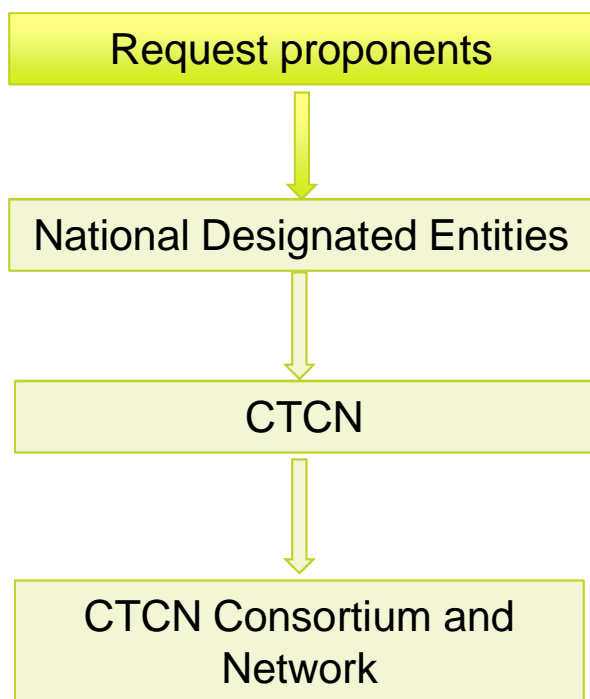 Request proponents
National Designated Entities
CTCN
CTCN Consortium and
Network